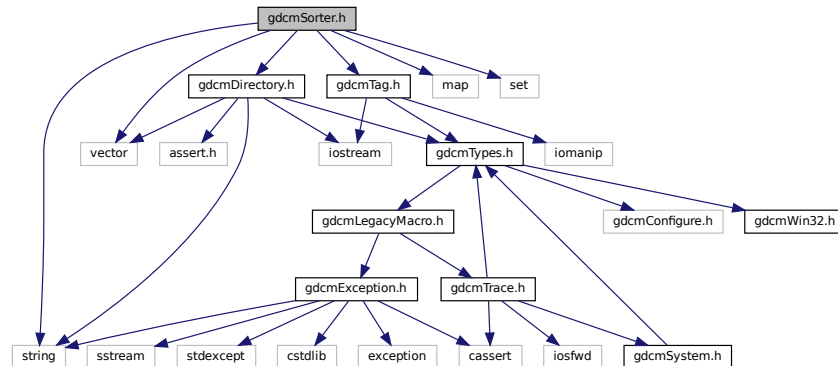 gdcmSorter.h
gdcmDirectory.h
gdcmTag.h
map
set
vector
assert.h
iostream
gdcmTypes.h
iomanip
gdcmLegacyMacro.h
gdcmConfigure.h
gdcmWin32.h
gdcmException.h
gdcmTrace.h
string
sstream
stdexcept
cstdlib
exception
cassert
iosfwd
gdcmSystem.h